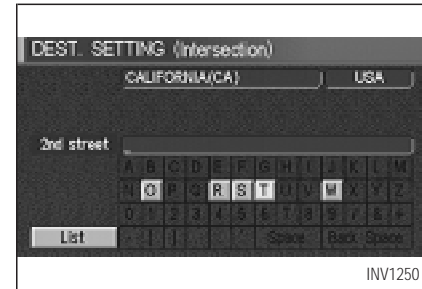 DEST. SETTING (Intersection)
CALIFORNIA(CA) USA
2nd street _
A B C D E F G H I J K L M
N O P Q R S T U V W X Y Z
0 1 2 3 4 5 6 7 8 9 / & +
List - ( ) . Space Back Space
INV1250